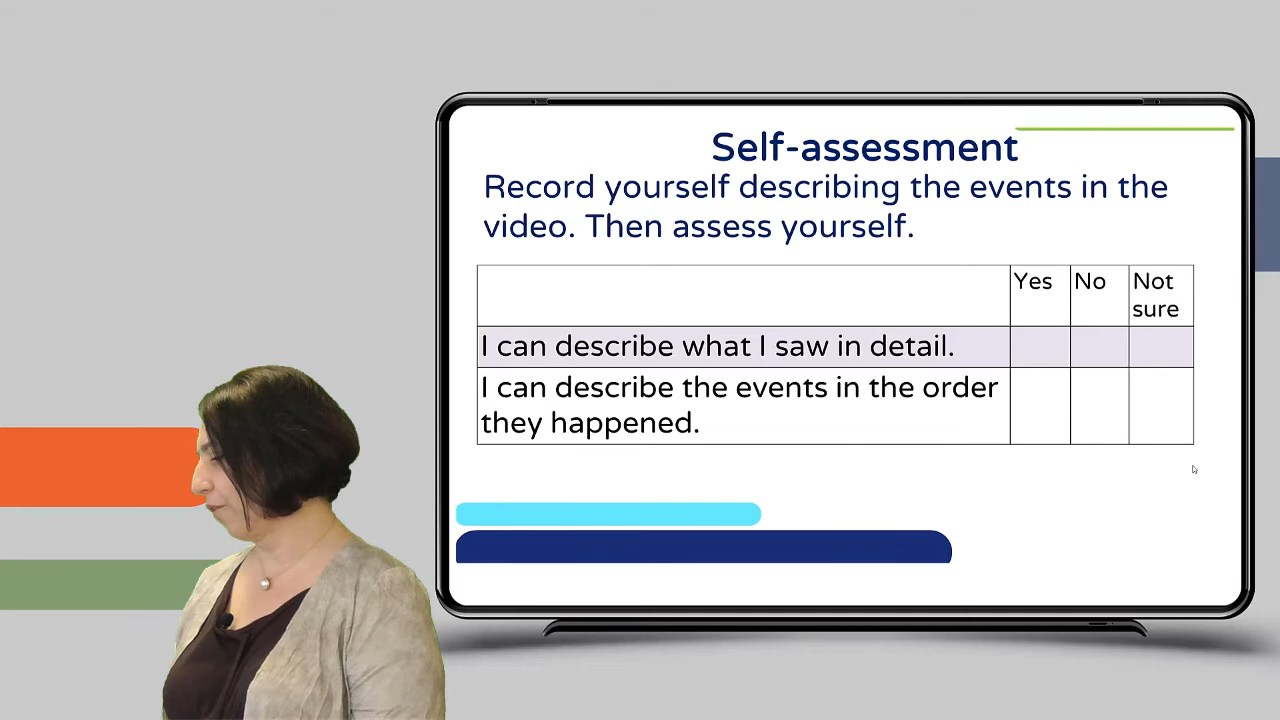 Self-assessment
Record yourself describing the events in the
video. Then assess yourself.
Yes No Not
sure
I can describe what I saw in detail.
I can describe the events in the order
they happened.